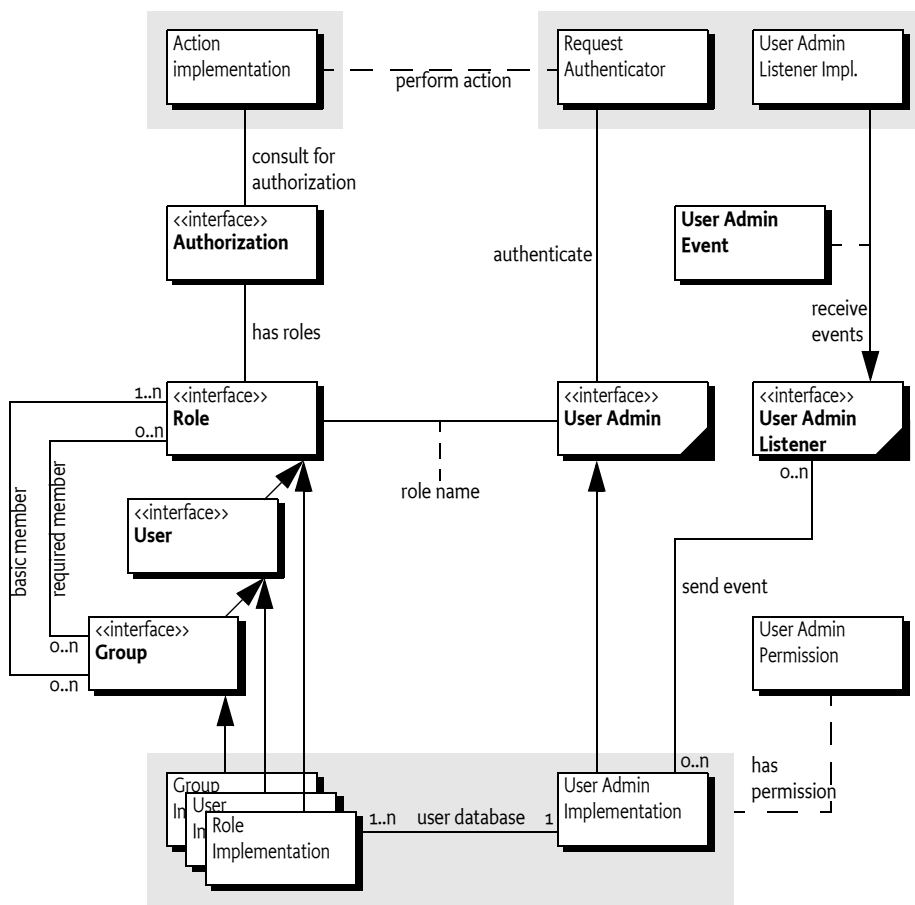 Action
implementation
Request
Authenticator
User Admin
Listener Impl.
perform action
consult for
authorization
<<interface>>
Authorization
User Admin
Event
authenticate
has roles
receive
events
1..n
<<interface>>
Role
0..n
<<interface>>
User Admin
<<interface>>
User Admin
Listener
0..n
role name
basic member
required member
<<interface>>
User
send event
<<interface>>
Group
0..n
0..n
User Admin
Permission
0..n
has
permission
Group
User
Role
Implementation
1..n user database 1
User Admin
Implementation